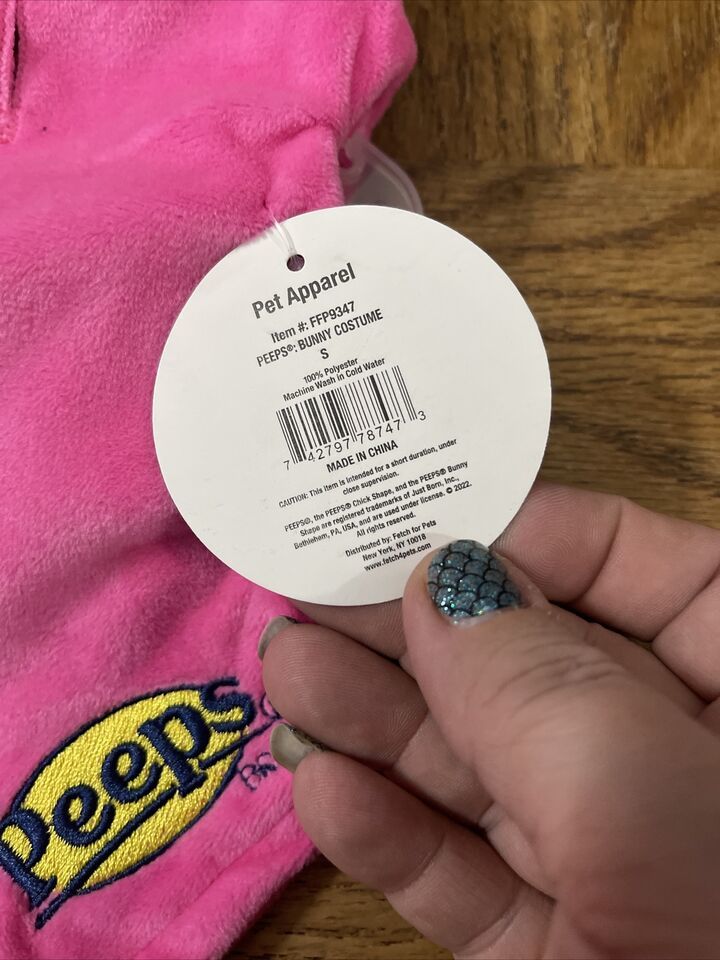 Pet Apparel
Item #: FFP9347
PEEPS®: BUNNY COSTUME
S
100% Polyester
Machine Wash in Cold Water
7 42797 78747 3
MADE IN CHINA
CAUTION: This item is intended for a short duration, under
close supervision.
PEEPS®, the PEEPS® Chick Shape, and the PEEPS® Bunny
Shape are registered trademarks of Just Born, Inc.,
Bethlehem, PA, USA, and are used under license. © 2022.
All rights reserved.
Distributed by: Fetch for Pets
New York, NY 10018
www.fetch4pets.com
Peeps